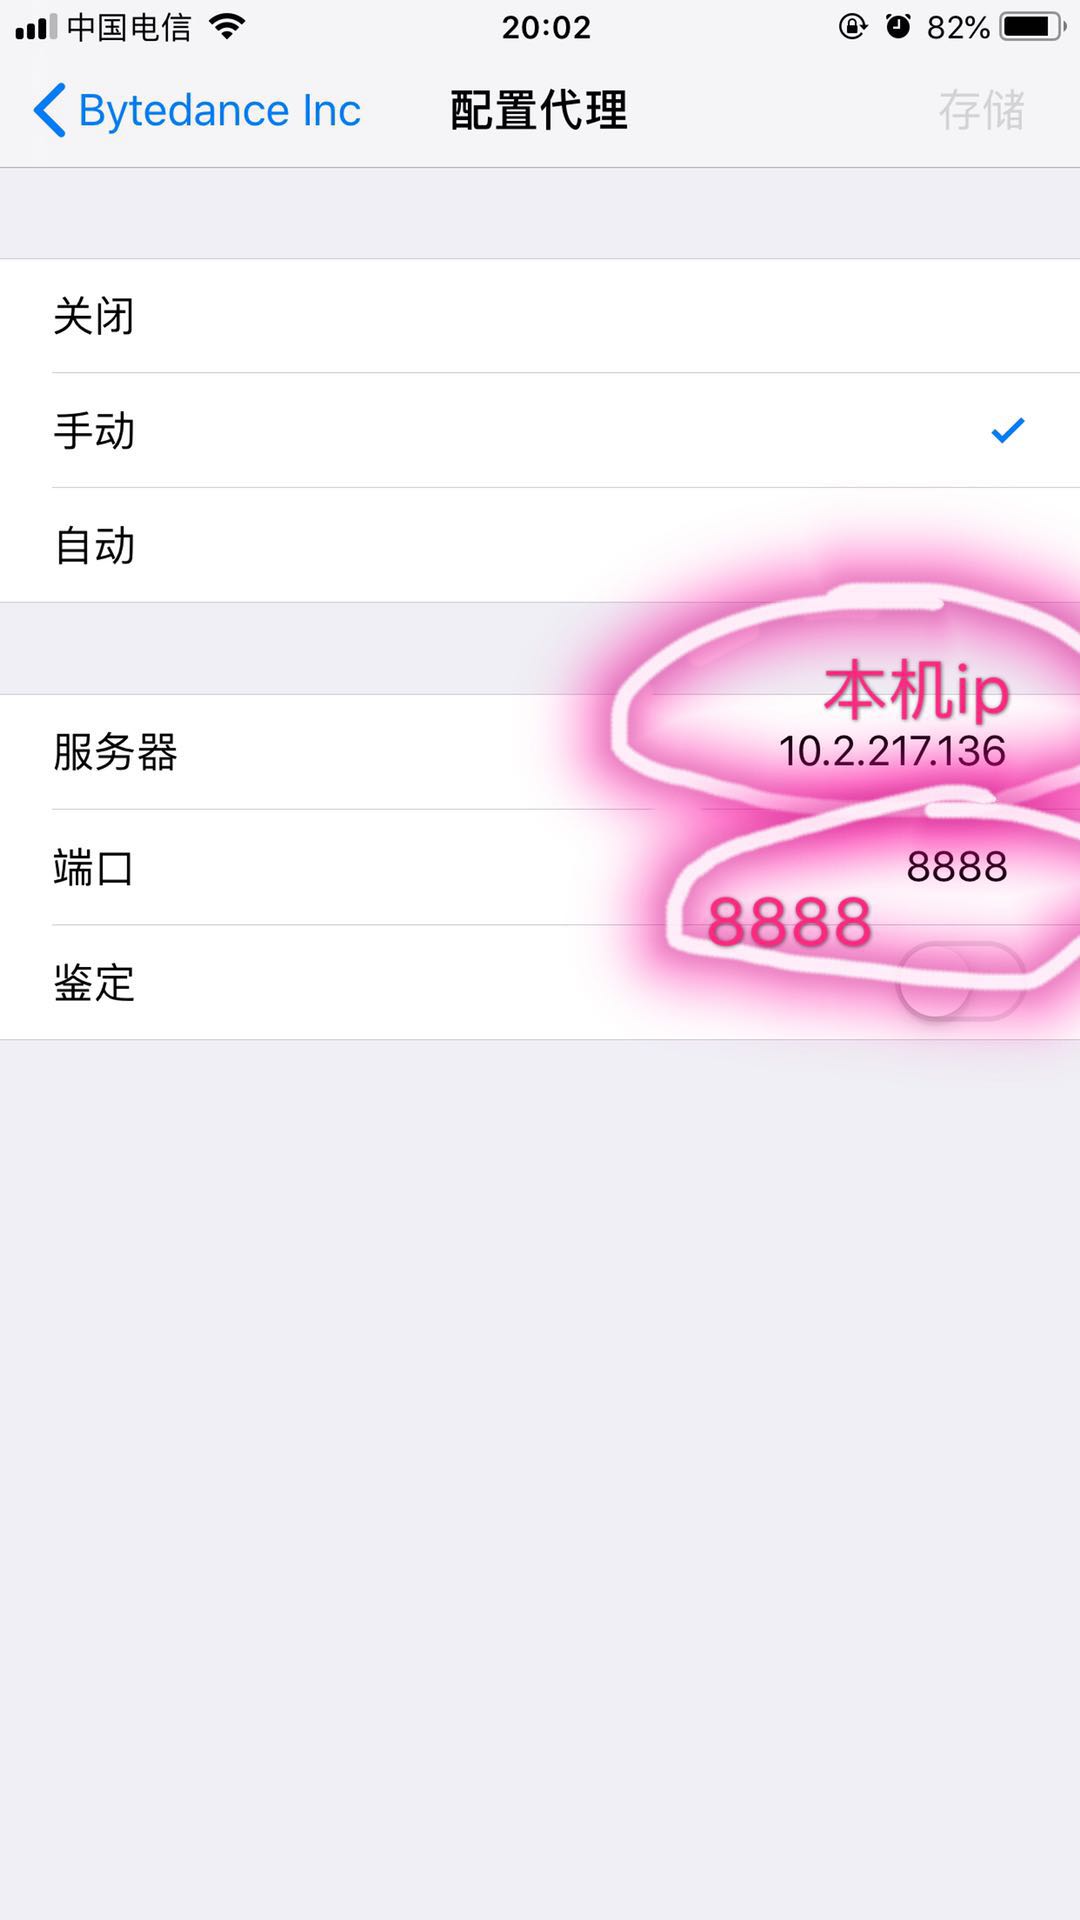 中国电信 20:02 82%
Bytedance Inc 配置代理 存储
关闭
手动
自动
本机ip
服务器 10.2.217.136
端口 8888
8888
鉴定